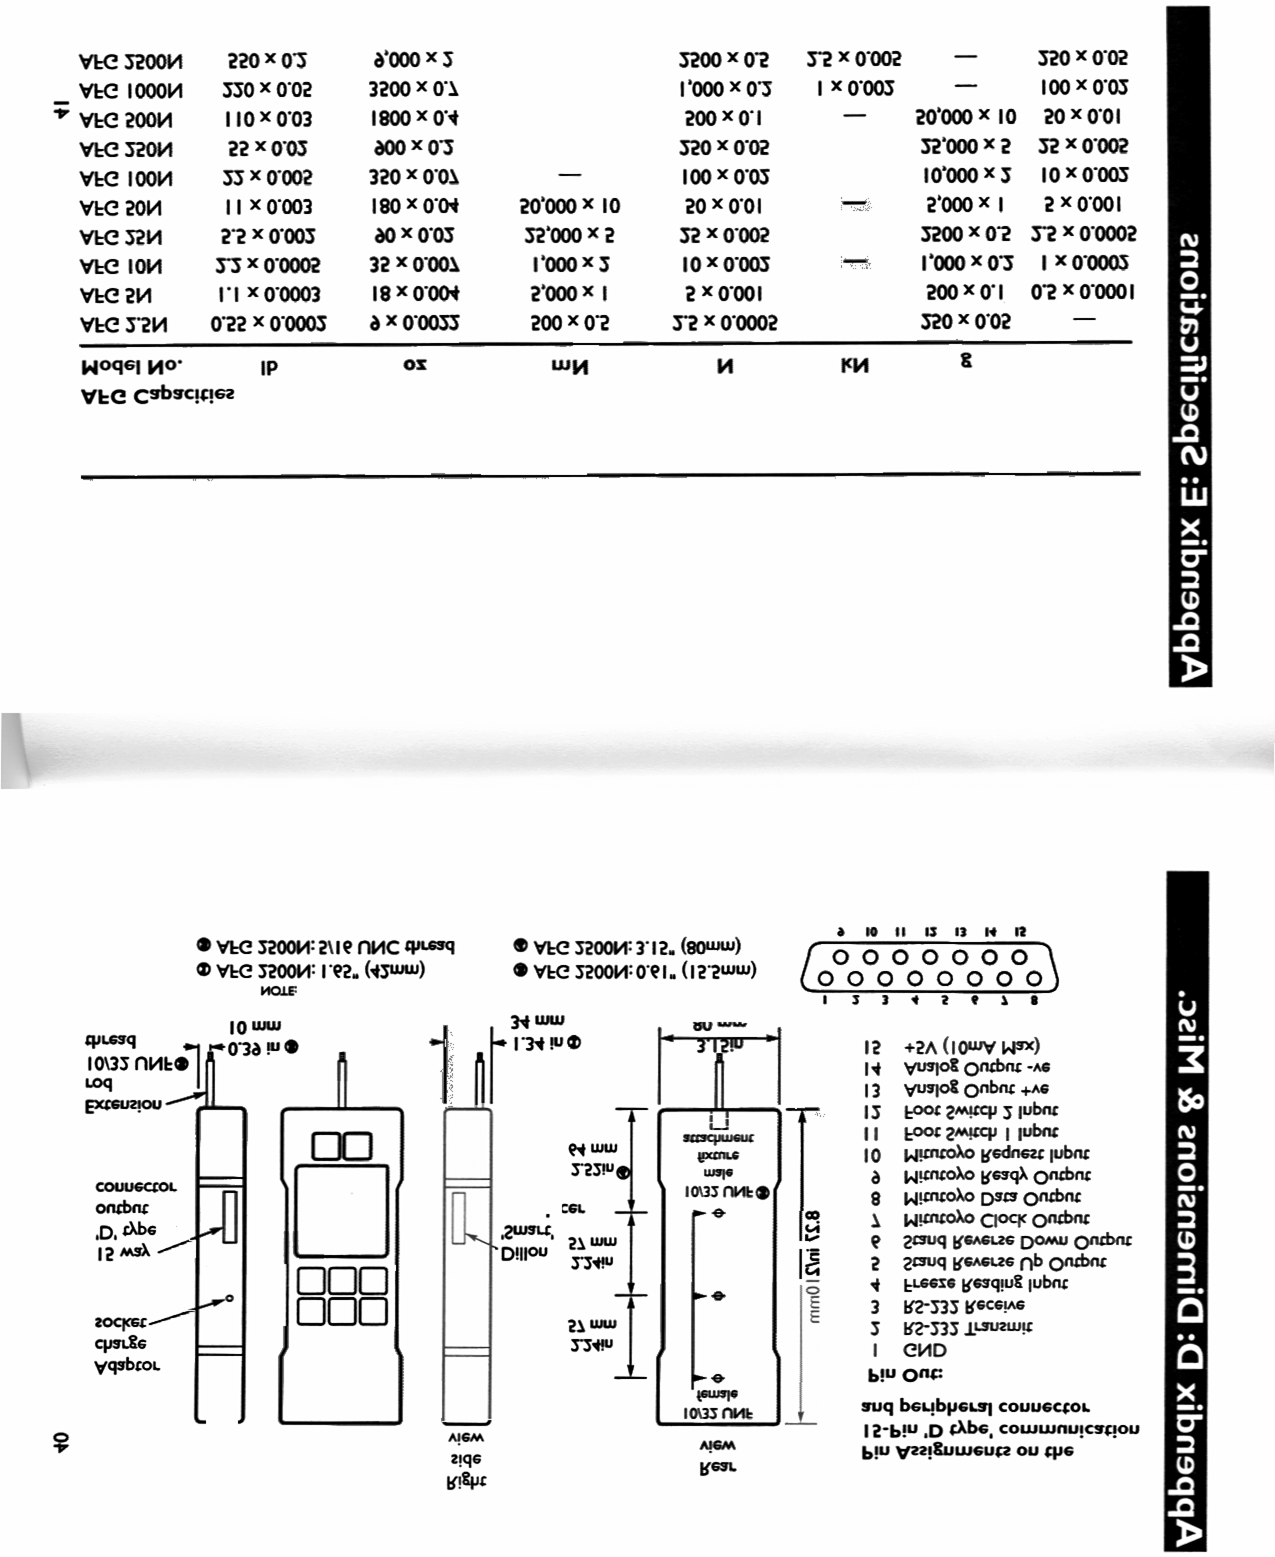 Appendix D: Dimensions & Misc.
Pin Assignments on the
15-Pin 'D type' communication
and peripheral connector
Pin Out:
1 GND
2 RS-232 Transmit
3 RS-232 Receive
4 Freeze Reading Input
5 Stand Reverse Up Output
6 Stand Reverse Down Output
7 Mitutoyo Clock Output
8 Mitutoyo Data Output
9 Mitutoyo Ready Output
10 Mitutoyo Request Input
11 Foot Switch 1 Input
12 Foot Switch 2 Input
13 Analog Ouput +ve
14 Analog Output -ve
15 +5V (10mA Max)
1 2 3 4 5 6 7 8
9 10 11 12 13 14 15
Rear
view
10/32 UNF
female
8.27 in/210mm
2.24in
57 mm
2.24in
57 mm
2.52in❹
64 mm
10/32 UNF❷
male
fixture
attachment
3.15in
80 mm
Right
side
view
Dillon
'Smart'
cer
1.34 in❶
34 mm
Adaptor
charge
socket
15 way
'D' type
output
connector
Extension
rod
10/32 UNF❷
thread
0.39 in❸
10 mm
NOTE:
❶ AFG 2500N: 1.65" (42mm)
❷ AFG 2500N: 5/16 UNC thread
❸ AFG 2500N: 0.61" (15.5mm)
❹ AFG 2500N: 3.15" (80mm)
40
Appendix E: Specifications
AFG Capacities
Model No. lb oz mN N kN g
AFG 2.5N 0.55 x 0.0002 9 x 0.0022 500 x 0.5 2.5 x 0.0005 250 x 0.05 —
AFG 5N 1.1 x 0.0003 18 x 0.004 5,000 x 1 5 x 0.001 500 x 0.1 0.5 x 0.0001
AFG 10N 2.2 x 0.0005 35 x 0.007 1,000 x 2 10 x 0.002 — 1,000 x 0.2 1 x 0.0002
AFG 25N 5.5 x 0.002 90 x 0.02 25,000 x 5 25 x 0.005 2500 x 0.5 2.5 x 0.0005
AFG 50N 11 x 0.003 180 x 0.04 50,000 x 10 50 x 0.01 — 5,000 x 1 5 x 0.001
AFG 100N 22 x 0.005 350 x 0.07 — 100 x 0.02 10,000 x 2 10 x 0.002
AFG 250N 55 x 0.02 900 x 0.2 250 x 0.05 25,000 x 5 25 x 0.005
AFG 500N 110 x 0.03 1800 x 0.4 500 x 0.1 — 50,000 x 10 50 x 0.01
AFG 1000N 220 x 0.05 3500 x 0.7 1,000 x 0.2 1 x 0.002 — 100 x 0.02
AFG 2500N 550 x 0.2 9,000 x 2 2500 x 0.5 2.5 x 0.005 — 250 x 0.05
41